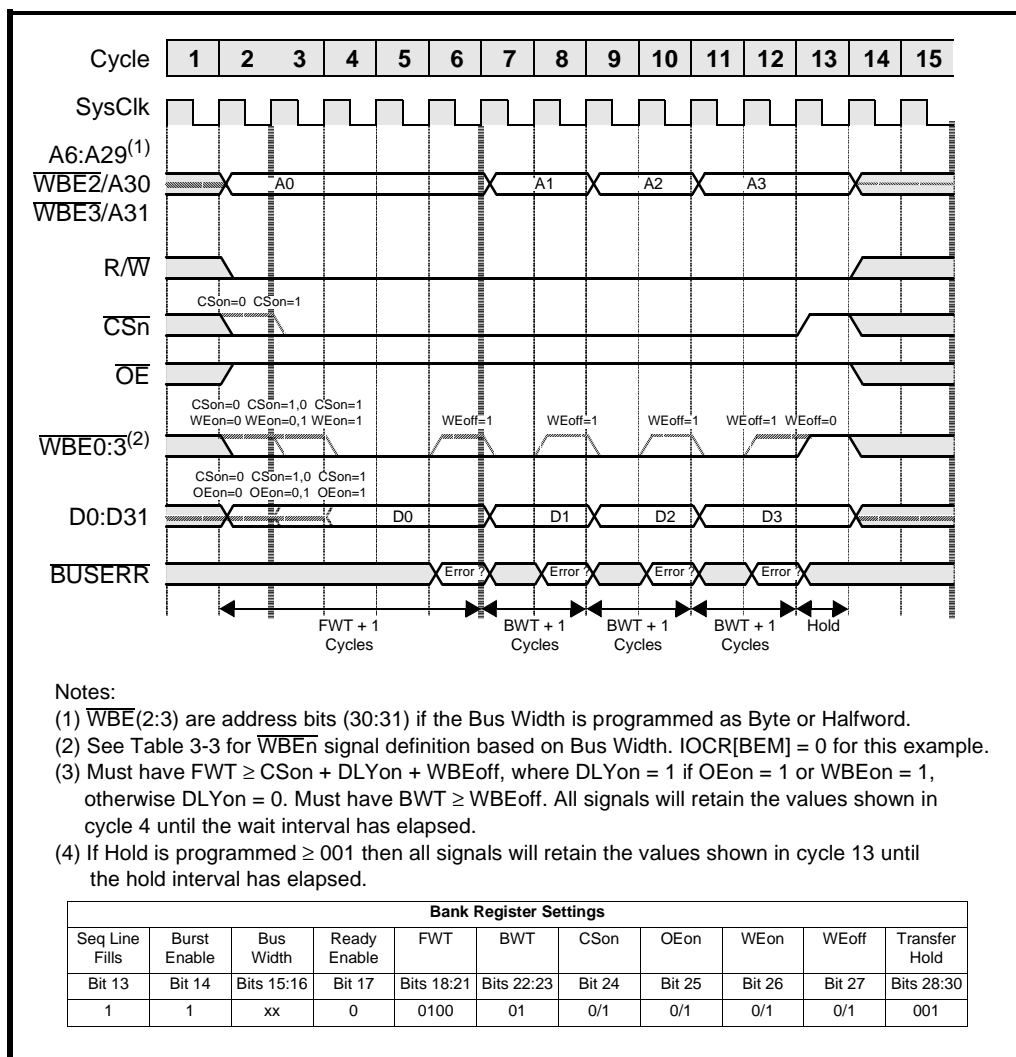 Cycle 1 2 3 4 5 6 7 8 9 10 11 12 13 14 15
SysClk
A6:A29(1)
WBE2/A30 A0 A1 A2 A3
WBE3/A31
R/W
CSon=0 CSon=1
CSn
OE
CSon=0 CSon=1,0 CSon=1
WEon=0 WEon=0,1 WEon=1 WEoff=1 WEoff=1 WEoff=1 WEoff=1 WEoff=0
WBE0:3(2)
CSon=0 CSon=1,0 CSon=1
OEon=0 OEon=0,1 OEon=1
D0:D31 D0 D1 D2 D3
BUSERR Error ? Error ? Error ? Error ?
FWT + 1 BWT + 1 BWT + 1 BWT + 1 Hold
Cycles Cycles Cycles Cycles
Notes:
(1) WBE(2:3) are address bits (30:31) if the Bus Width is programmed as Byte or Halfword.
(2) See Table 3-3 for WBEn signal definition based on Bus Width. IOCR[BEM] = 0 for this example.
(3) Must have FWT ≥ CSon + DLYon + WBEoff, where DLYon = 1 if OEon = 1 or WBEon = 1,
otherwise DLYon = 0. Must have BWT ≥ WBEoff. All signals will retain the values shown in
cycle 4 until the wait interval has elapsed.
(4) If Hold is programmed ≥ 001 then all signals will retain the values shown in cycle 13 until
the hold interval has elapsed.
Bank Register Settings
Seq Line Burst Bus Ready FWT BWT CSon OEon WEon WEoff Transfer
Fills Enable Width Enable Hold
Bit 13 Bit 14 Bits 15:16 Bit 17 Bits 18:21 Bits 22:23 Bit 24 Bit 25 Bit 26 Bit 27 Bits 28:30
1 1 xx 0 0100 01 0/1 0/1 0/1 0/1 001